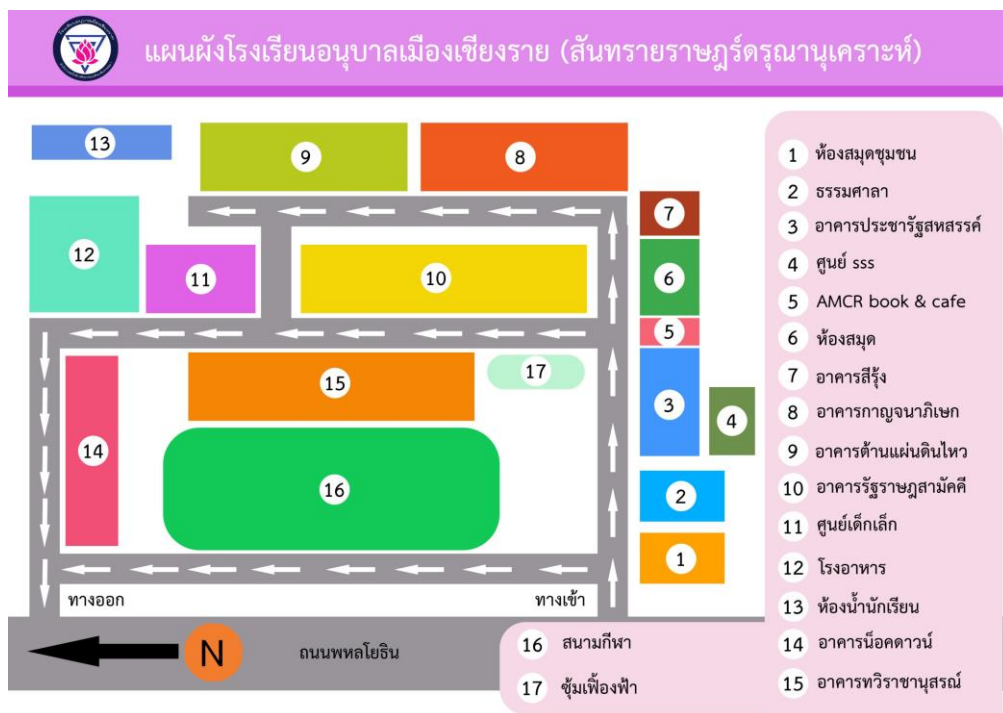 แผนผังโรงเรียนอนุบาลเมืองเชียงราย (สันทรายราษฎร์ดรุณานุเคราะห์)
13
9
8
7
12
11
10
6
5
15
17
3
4
14
16
2
1
ทางออก
ทางเข้า
N
ถนนพหลโยธิน
1 ห้องสมุดชุมชน
2 ธรรมศาลา
3 อาคารประชารัฐสหสรรค์
4 ศูนย์ sss
5 AMCR book & cafe
6 ห้องสมุด
7 อาคารสีรุ้ง
8 อาคารกาญจนาภิเษก
9 อาคารต้านแผ่นดินไหว
10 อาคารรัฐราษฎสามัคคี
11 ศูนย์เด็กเล็ก
12 โรงอาหาร
13 ห้องน้ำนักเรียน
14 อาคารน็อคดาวน์
15 อาคารทวิราชานุสรณ์
16 สนามกีฬา
17 ซุ้มเฟื้องฟ้า